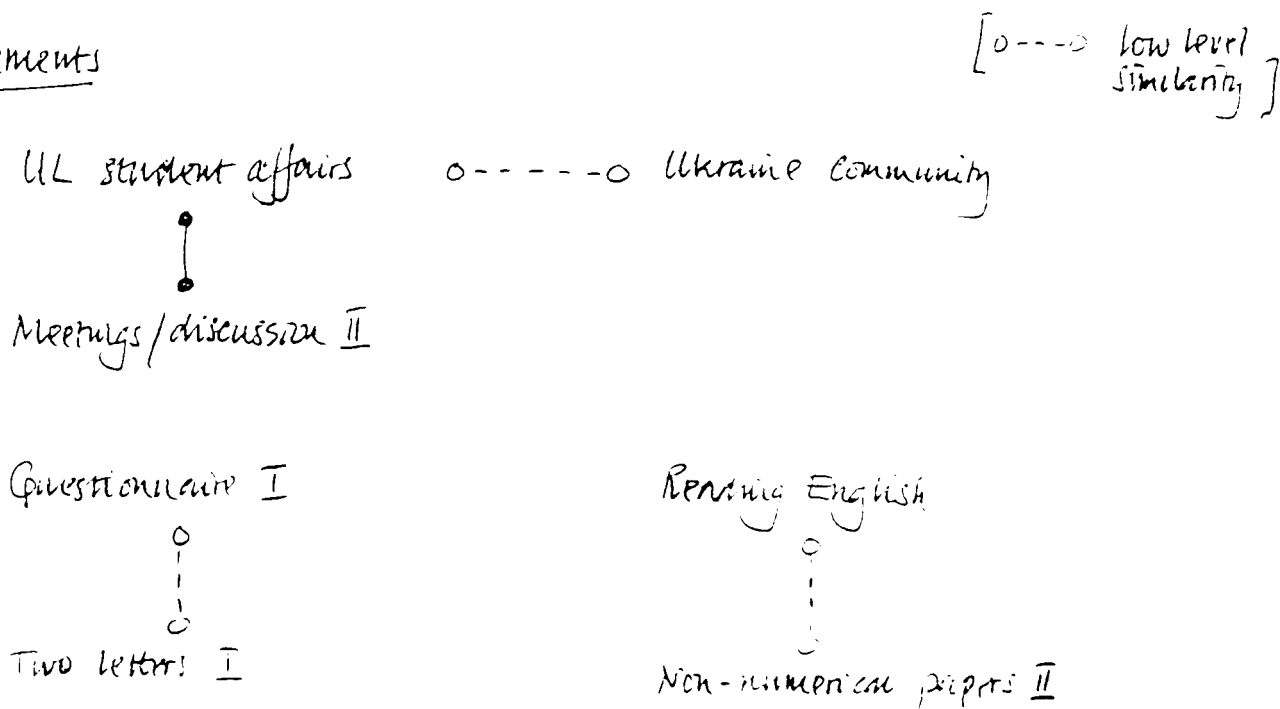 ements
[o---o low level
similarity]
UL student affairs o-----o Ukraine community
Meetings/discussion II
Questionnaire I
Reading English
Two letters I
Non-numerical papers II